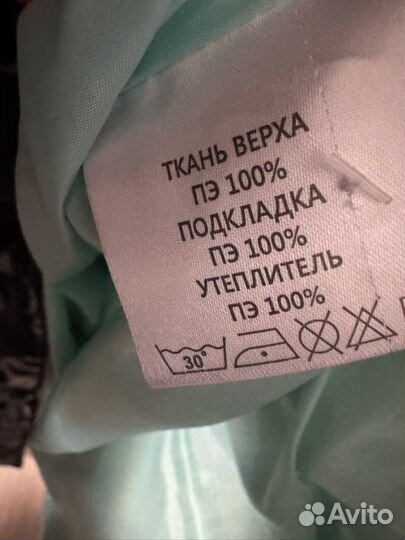 ТКАНЬ ВЕРХА
ПЭ 100%
ПОДКЛАДКА
ПЭ 100%
УТЕПЛИТЕЛЬ
ПЭ 100%
30°
Avito